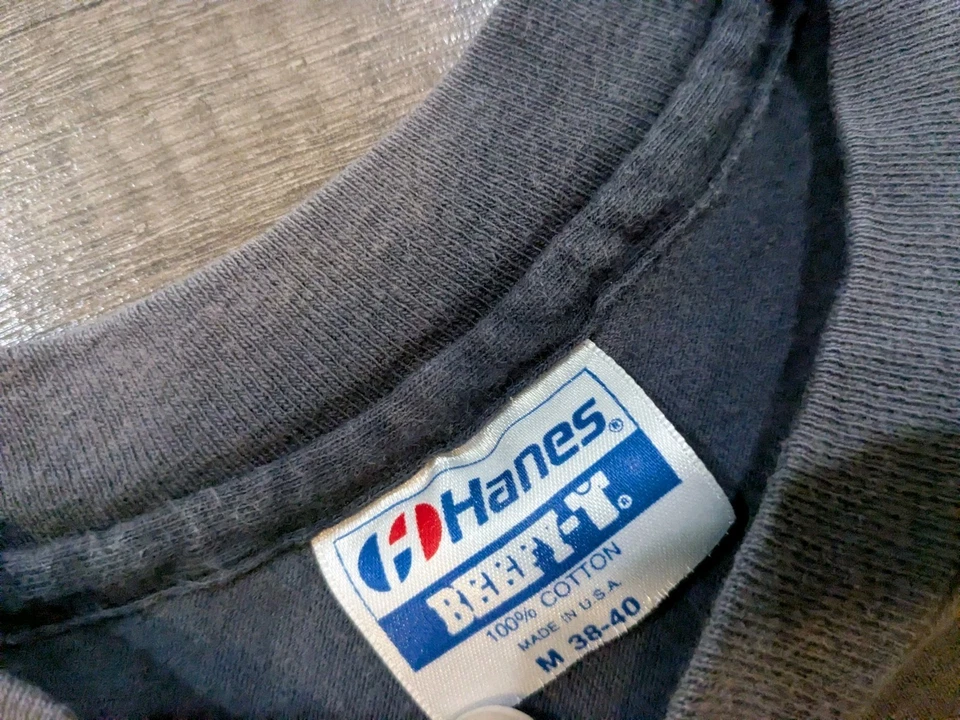 Hanes®
BEEFY-T®
100% COTTON
MADE IN U.S.A.
M 38-40